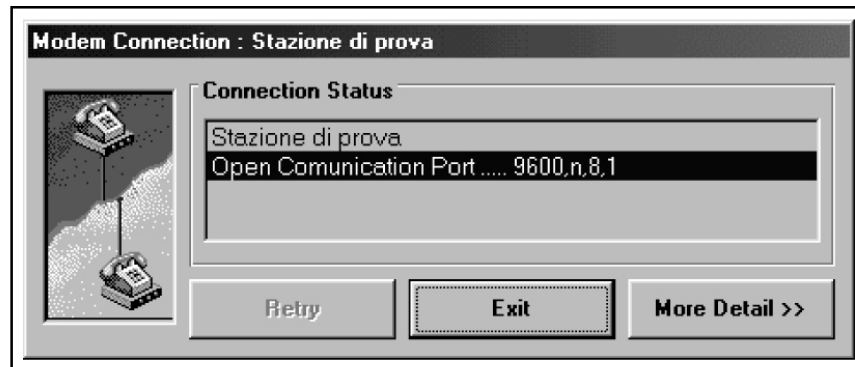 Modem Connection : Stazione di prova
Connection Status
Stazione di prova
Open Comunication Port ..... 9600,n,8,1
Retry
Exit
More Detail >>